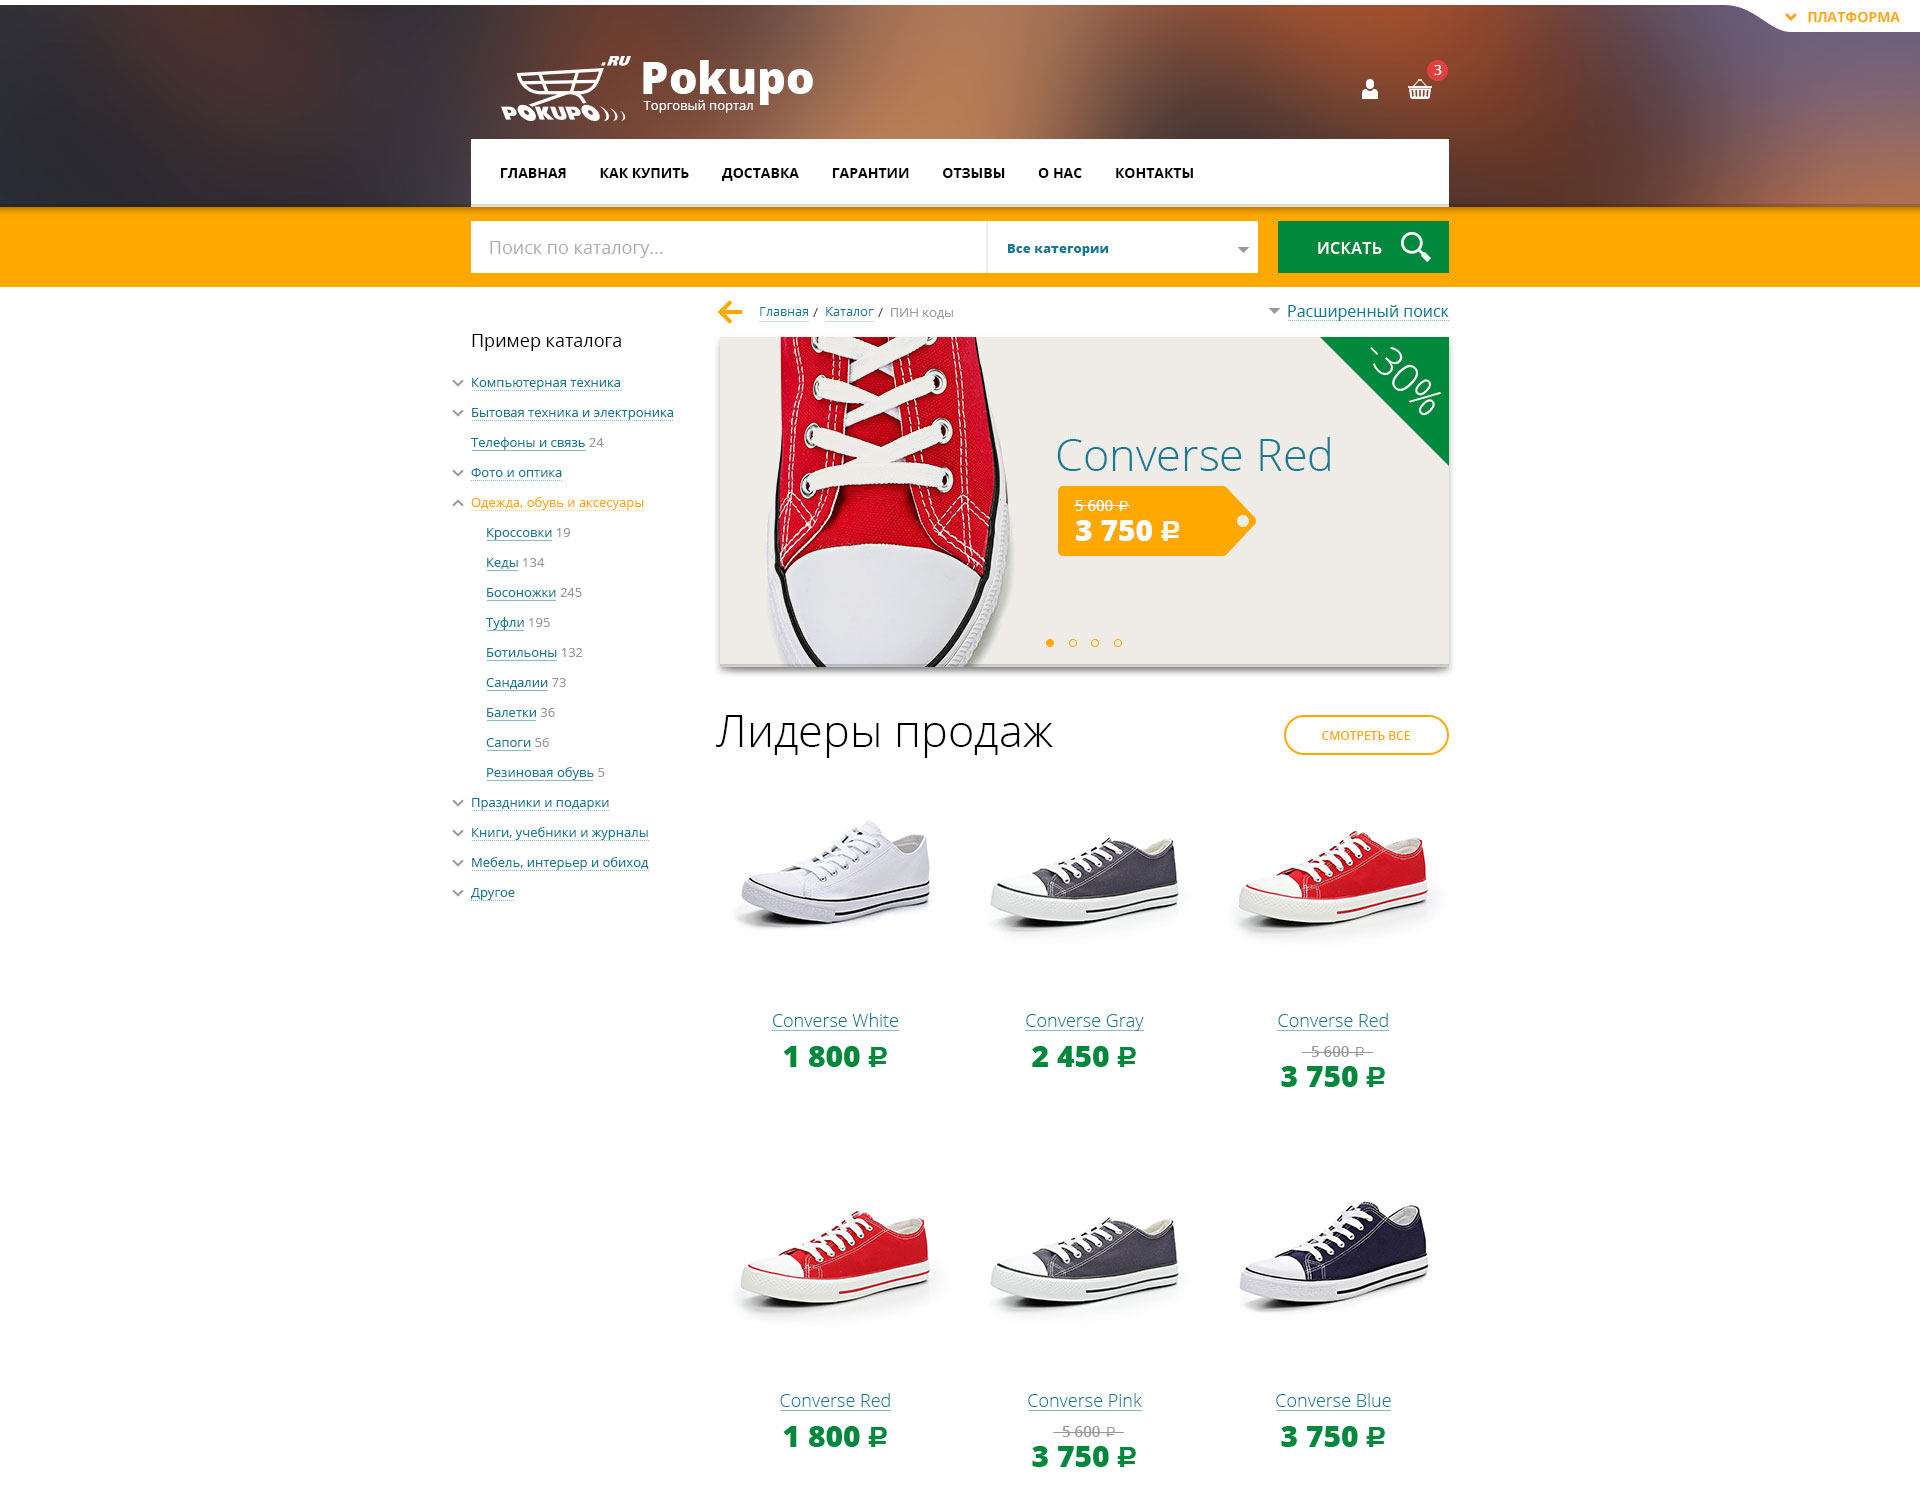 ПЛАТФОРМА
.RU
POKUPO
Pokupo
Торговый портал
3
ГЛАВНАЯ КАК КУПИТЬ ДОСТАВКА ГАРАНТИИ ОТЗЫВЫ О НАС КОНТАКТЫ
Поиск по каталогу... Все категории ИСКАТЬ
Главная / Каталог / ПИН коды Расширенный поиск
Пример каталога
Компьютерная техника
Бытовая техника и электроника
Телефоны и связь 24
Фото и оптика
Одежда, обувь и аксесуары
Кроссовки 19
Кеды 134
Босоножки 245
Туфли 195
Ботильоны 132
Сандалии 73
Балетки 36
Сапоги 56
Резиновая обувь 5
Праздники и подарки
Книги, учебники и журналы
Мебель, интерьер и обиход
Другое
-30%
Converse Red
5 600 ₽
3 750 ₽
Лидеры продаж СМОТРЕТЬ ВСЕ
Converse White
1 800 ₽
Converse Gray
2 450 ₽
Converse Red
5 600 ₽
3 750 ₽
Converse Red
1 800 ₽
Converse Pink
5 600 ₽
3 750 ₽
Converse Blue
3 750 ₽